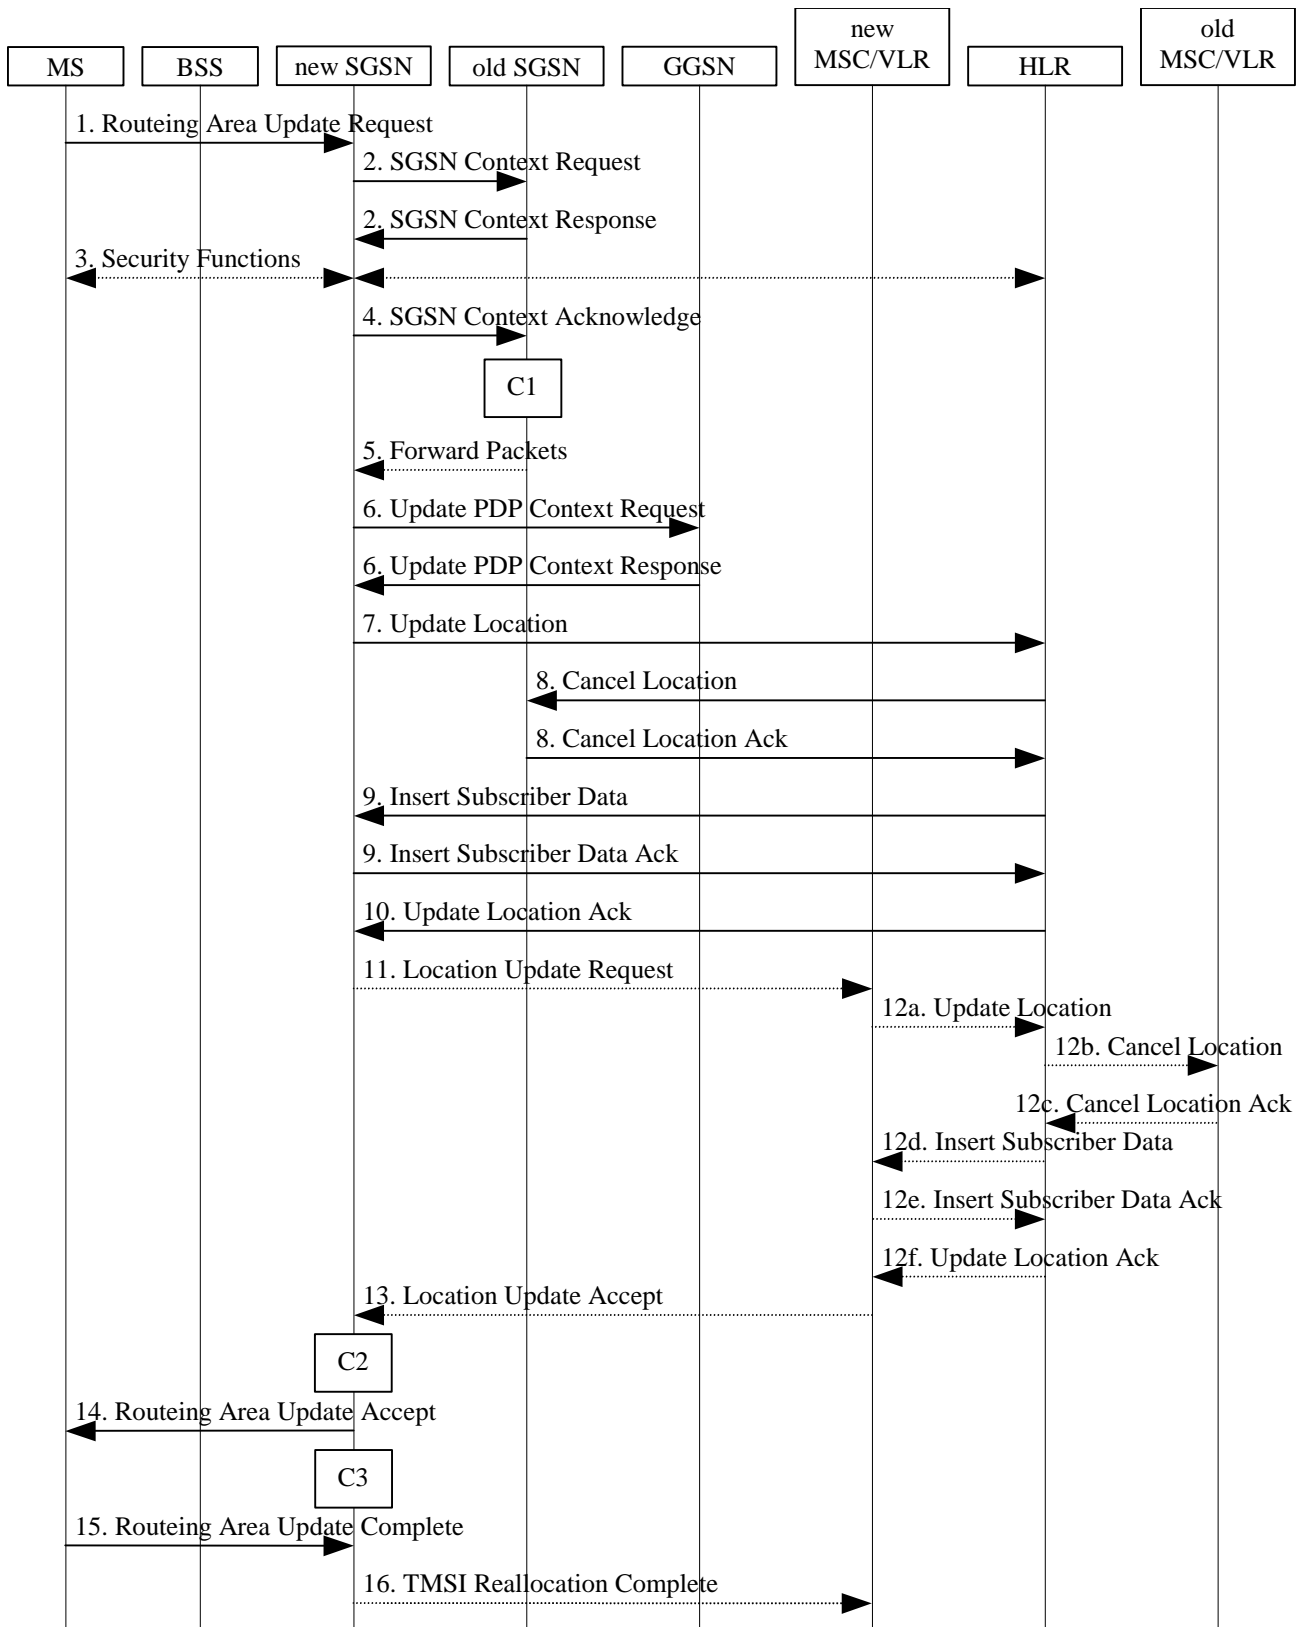 new
MSC/VLR
old
MSC/VLR
MS
BSS
new SGSN
old SGSN
GGSN
HLR
1. Routeing Area Update Request
2. SGSN Context Request
2. SGSN Context Response
3. Security Functions
4. SGSN Context Acknowledge
C1
5. Forward Packets
6. Update PDP Context Request
6. Update PDP Context Response
7. Update Location
8. Cancel Location
8. Cancel Location Ack
9. Insert Subscriber Data
9. Insert Subscriber Data Ack
10. Update Location Ack
11. Location Update Request
12a. Update Location
12b. Cancel Location
12c. Cancel Location Ack
12d. Insert Subscriber Data
12e. Insert Subscriber Data Ack
12f. Update Location Ack
13. Location Update Accept
C2
14. Routeing Area Update Accept
C3
15. Routeing Area Update Complete
16. TMSI Reallocation Complete